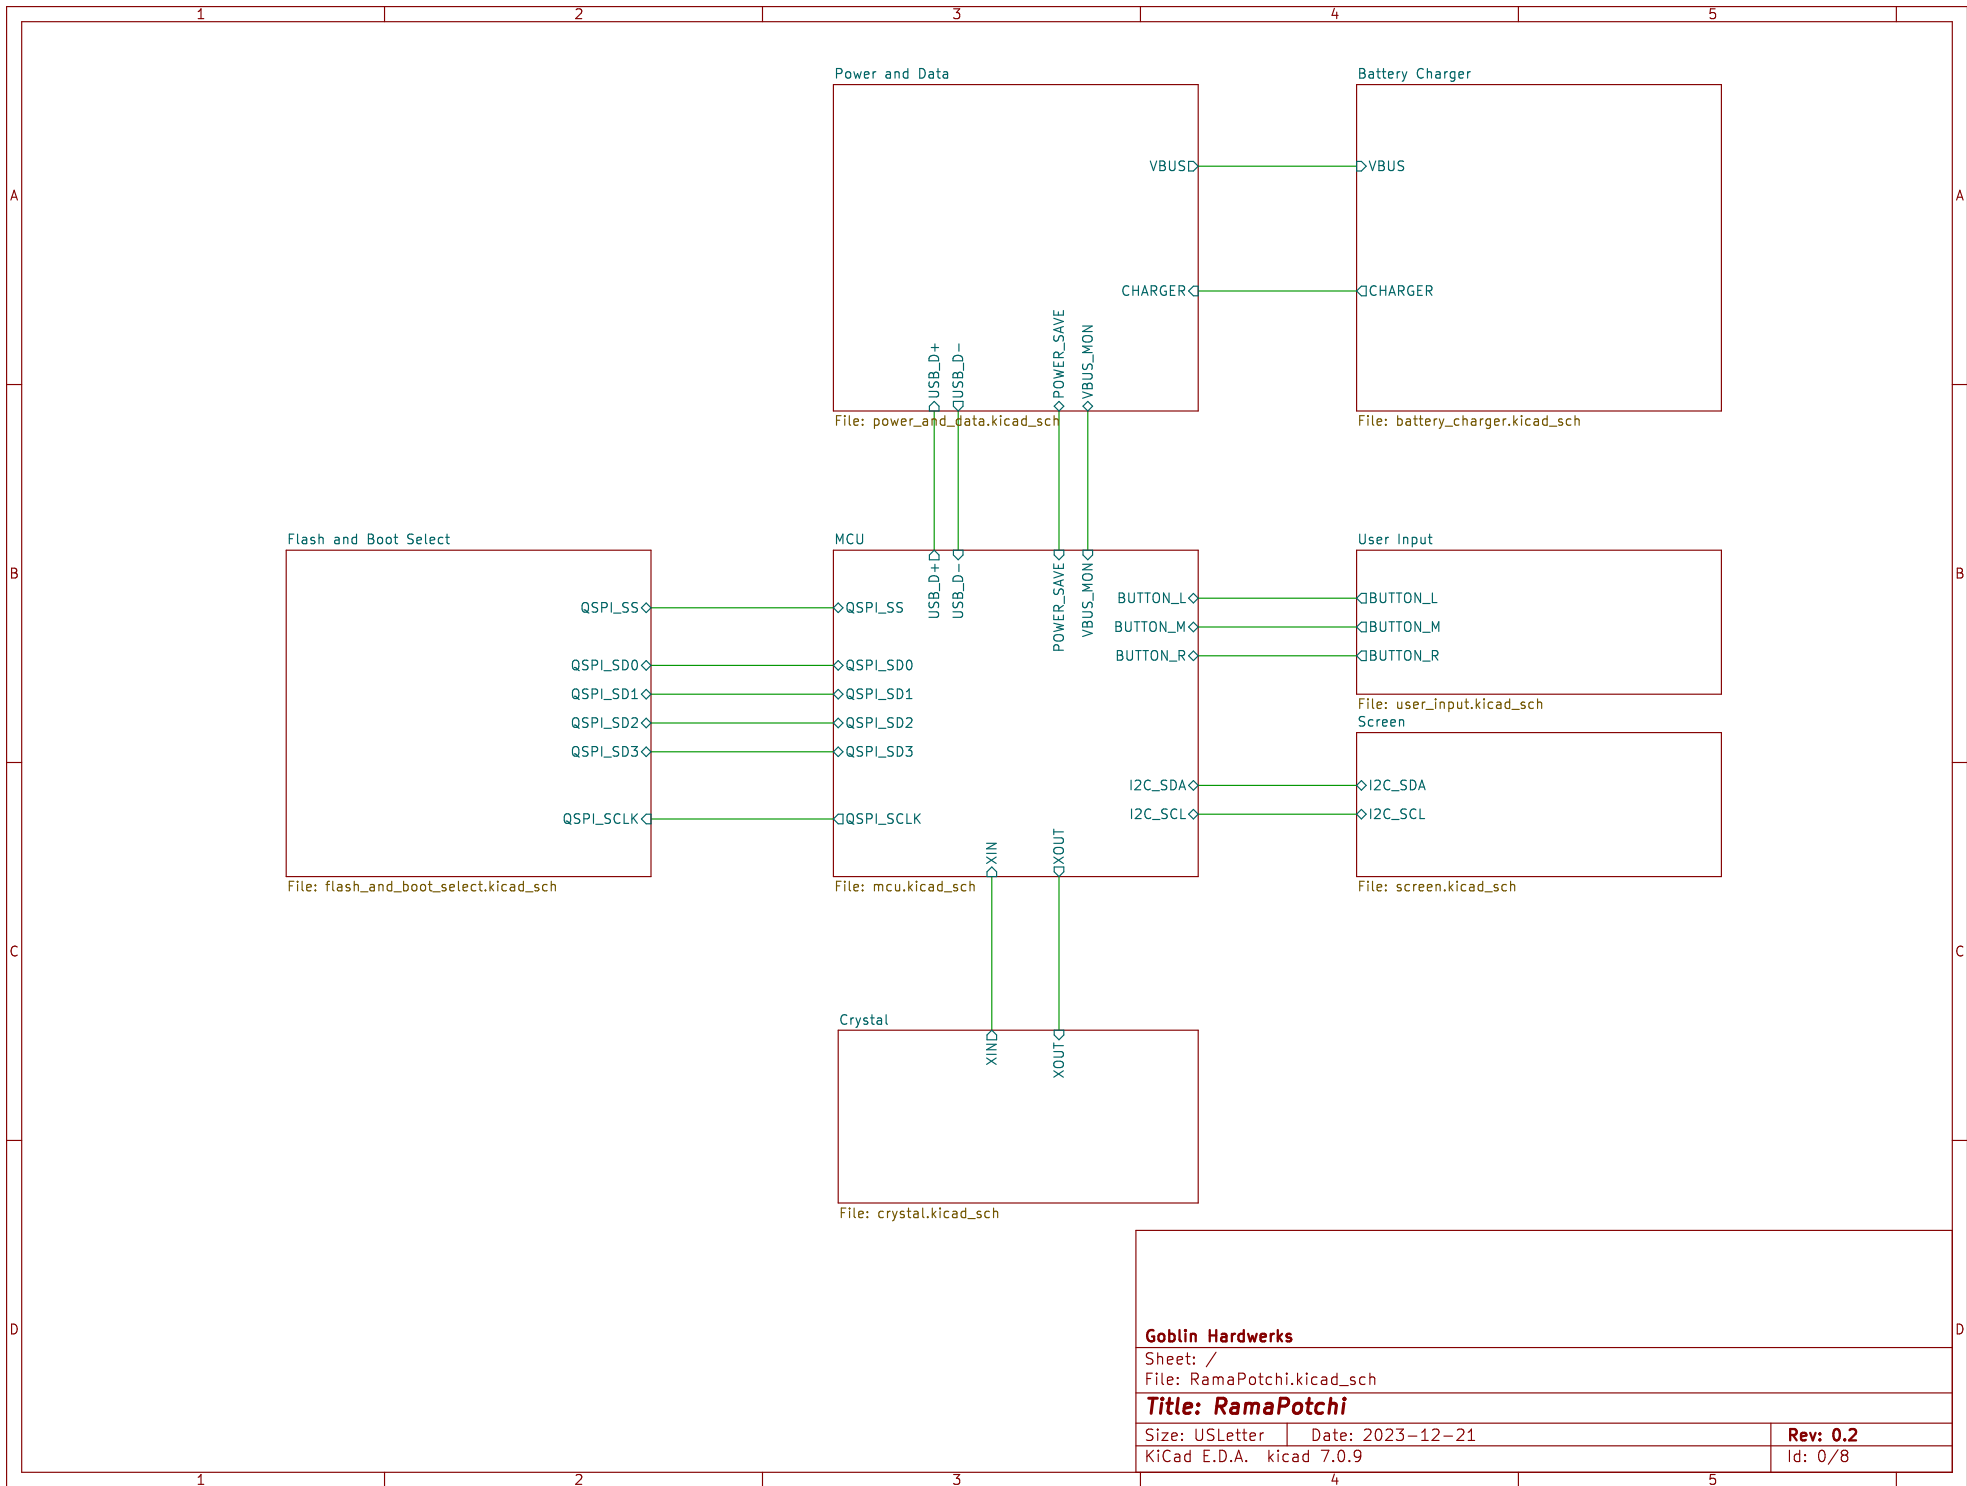 1 2 3 4 5
Power and Data
Battery Charger
VBUS
VBUS
A
A
CHARGER
CHARGER
USB_D+
USB_D-
POWER_SAVE
VBUS_MON
File: power_and_data.kicad_sch
File: battery_charger.kicad_sch
Flash and Boot Select
MCU
User Input
B
B
USB_D+
USB_D-
POWER_SAVE
VBUS_MON
QSPI_SS
QSPI_SS
BUTTON_L
BUTTON_L
BUTTON_M
BUTTON_M
BUTTON_R
BUTTON_R
QSPI_SD0
QSPI_SD0
QSPI_SD1
QSPI_SD1
QSPI_SD2
QSPI_SD2
QSPI_SD3
QSPI_SD3
File: user_input.kicad_sch
Screen
I2C_SDA
I2C_SDA
I2C_SCL
I2C_SCL
QSPI_SCLK
QSPI_SCLK
XIN
XOUT
File: flash_and_boot_select.kicad_sch
File: mcu.kicad_sch
File: screen.kicad_sch
C
C
Crystal
XIN
XOUT
File: crystal.kicad_sch
D
D
Goblin Hardwerks
Sheet: /
File: RamaPotchi.kicad_sch
Title: RamaPotchi
Size: USLetter
Date: 2023-12-21
Rev: 0.2
KiCad E.D.A. kicad 7.0.9
Id: 0/8
1 2 3 4 5